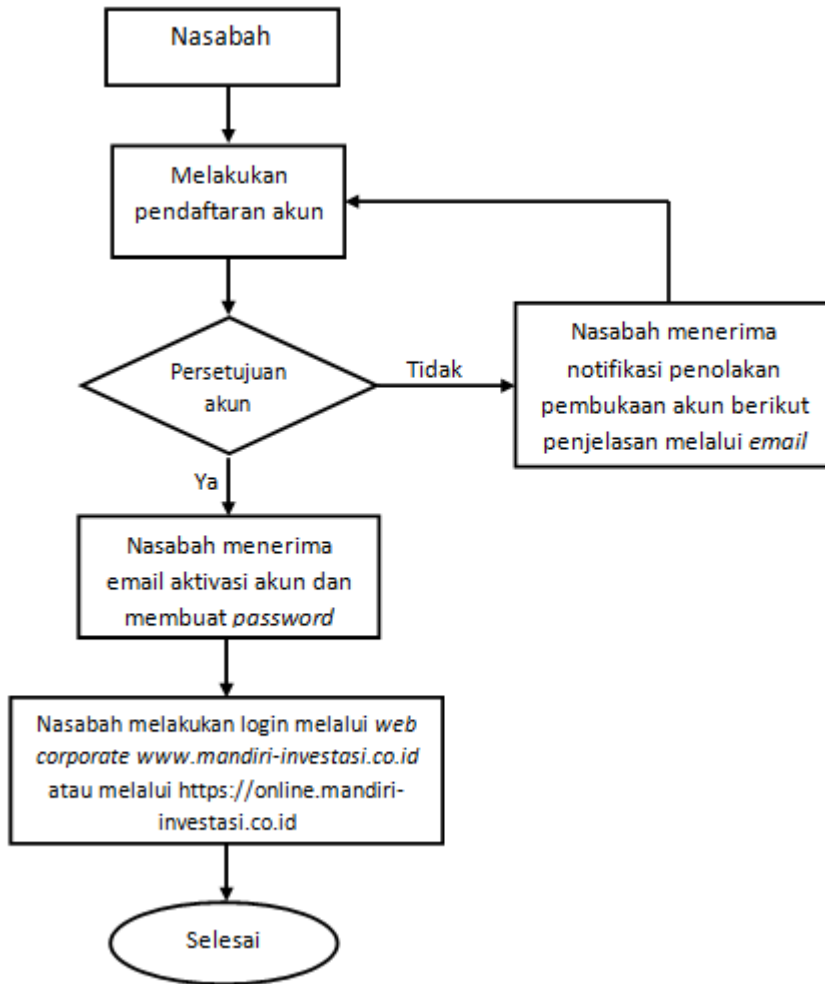 Nasabah
Melakukan
pendaftaran akun
Persetujuan
akun
Tidak
Nasabah menerima
notifikasi penolakan
pembukaan akun berikut
penjelasan melalui email
Ya
Nasabah menerima
email aktivasi akun dan
membuat password
Nasabah melakukan login melalui web
corporate www.mandiri-investasi.co.id
atau melalui https://online.mandiri-
investasi.co.id
Selesai